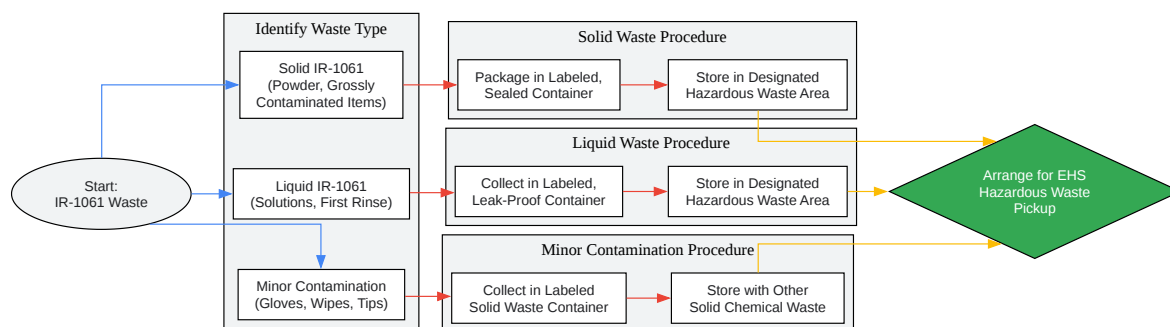 Identify Waste Type
Solid IR-1061
(Powder, Grossly
Contaminated Items)
Solid Waste Procedure
Package in Labeled,
Sealed Container
Store in Designated
Hazardous Waste Area
Start:
IR-1061 Waste
Liquid IR-1061
(Solutions, First Rinse)
Liquid Waste Procedure
Collect in Labeled,
Leak-Proof Container
Store in Designated
Hazardous Waste Area
Arrange for EHS
Hazardous Waste
Pickup
Minor Contamination
(Gloves, Wipes, Tips)
Minor Contamination Procedure
Collect in Labeled
Solid Waste Container
Store with Other
Solid Chemical Waste